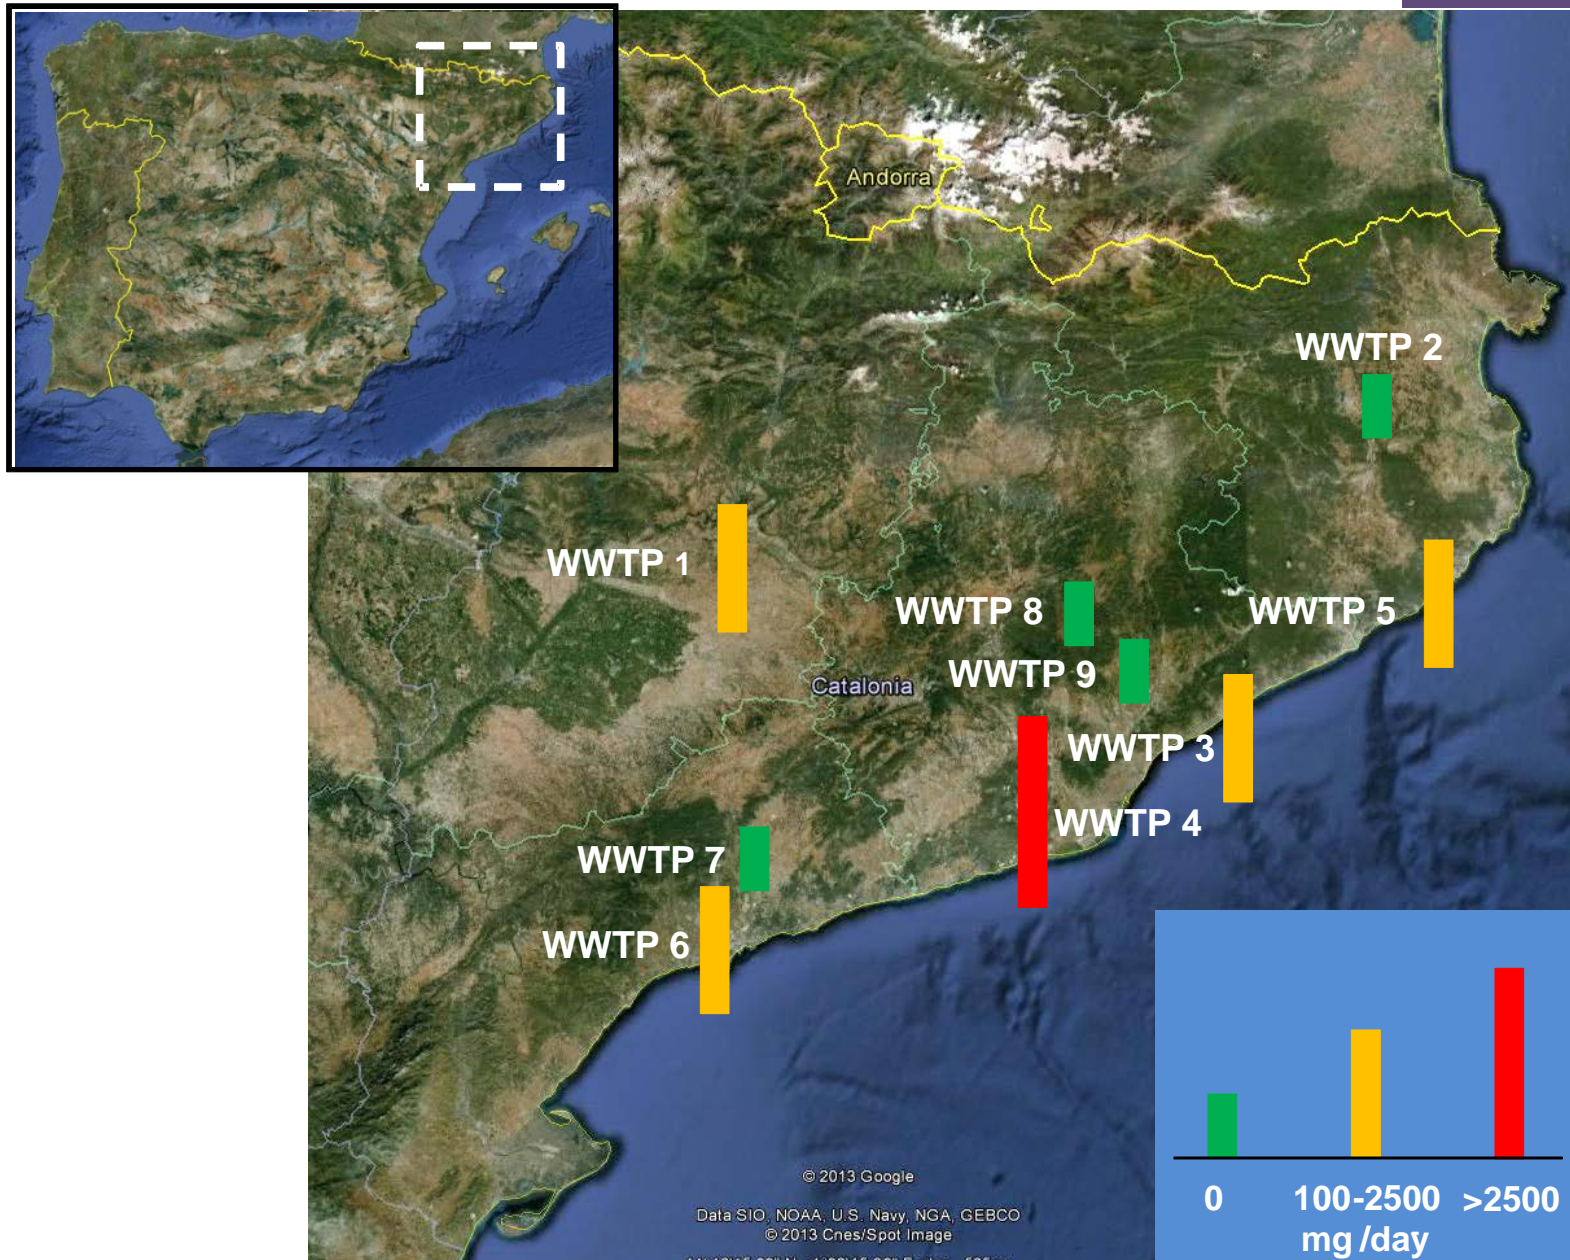 Andorra
WWTP 2
WWTP 1
WWTP 8
WWTP 5
WWTP 9
Catalonia
WWTP 3
WWTP 4
WWTP 7
WWTP 6
© 2013 Google
Data SIO, NOAA, U.S. Navy, NGA, GEBCO
© 2013 Cnes/Spot Image
0 100-2500 >2500
mg /day